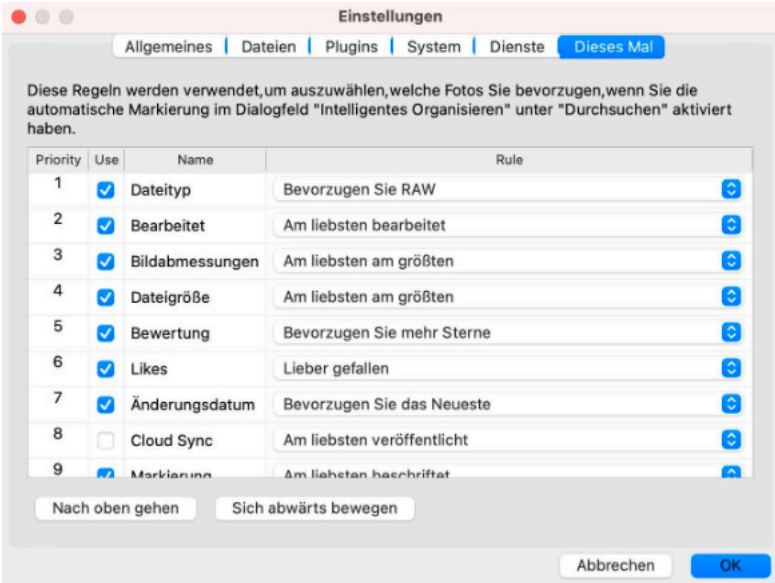 Einstellungen
Allgemeines Dateien Plugins System Dienste Dieses Mal
Diese Regeln werden verwendet,um auszuwählen,welche Fotos Sie bevorzugen,wenn Sie die
automatische Markierung im Dialogfeld "Intelligentes Organisieren" unter "Durchsuchen" aktiviert
haben.
Priority Use Name Rule
1 Dateityp Bevorzugen Sie RAW
2 Bearbeitet Am liebsten bearbeitet
3 Bildabmessungen Am liebsten am größten
4 Dateigröße Am liebsten am größten
5 Bewertung Bevorzugen Sie mehr Sterne
6 Likes Lieber gefallen
7 Änderungsdatum Bevorzugen Sie das Neueste
8 Cloud Sync Am liebsten veröffentlicht
9 Markierung Am liebsten beschriftet
Nach oben gehen Sich abwärts bewegen
Abbrechen OK